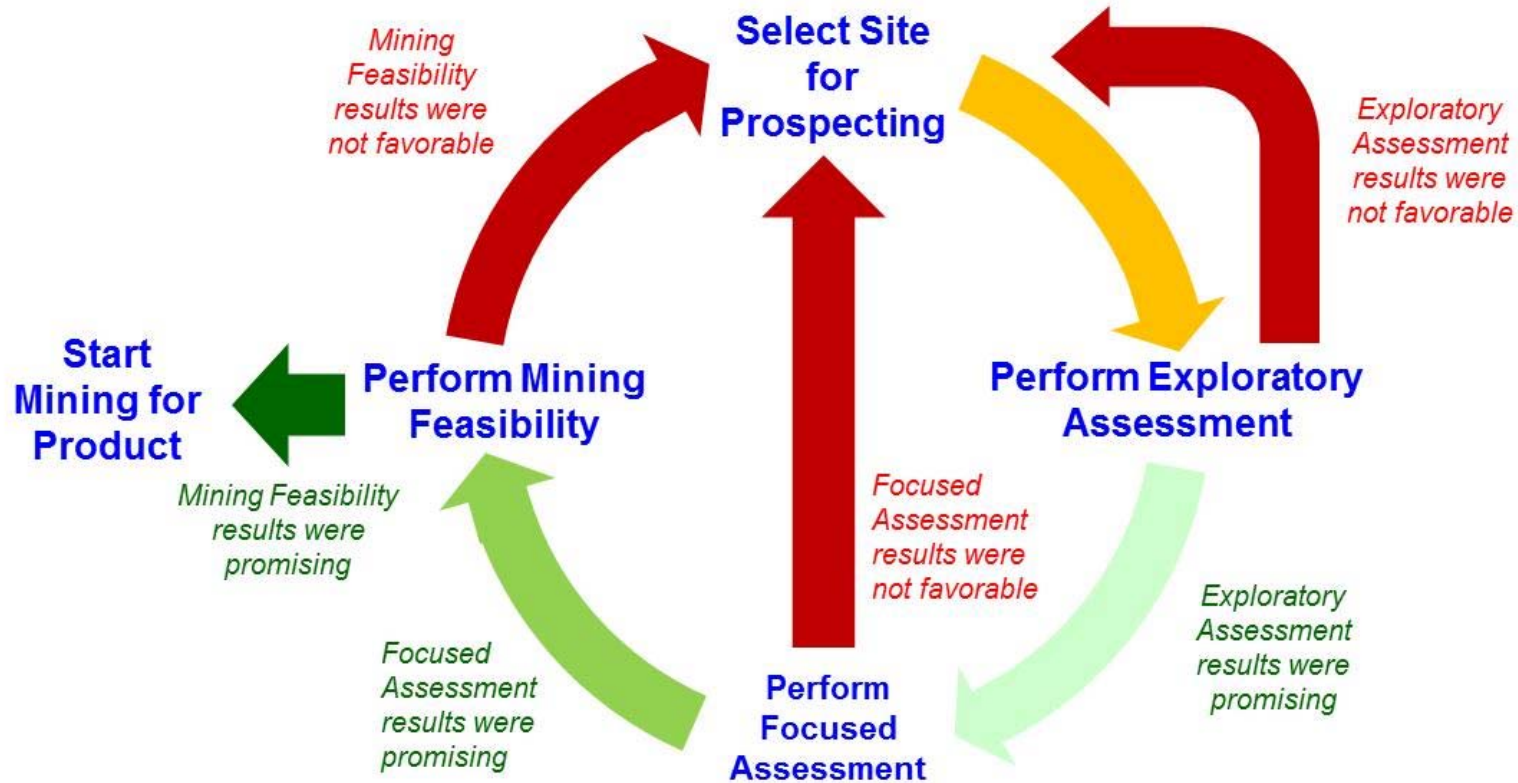 Select Site
for
Prospecting
Mining
Feasibility
results were
not favorable
Exploratory
Assessment
results were
not favorable
Start
Mining for
Product
Perform Mining
Feasibility
Perform Exploratory
Assessment
Mining Feasibility
results were
promising
Focused
Assessment
results were
not favorable
Exploratory
Assessment
results were
promising
Focused
Assessment
results were
promising
Perform
Focused
Assessment